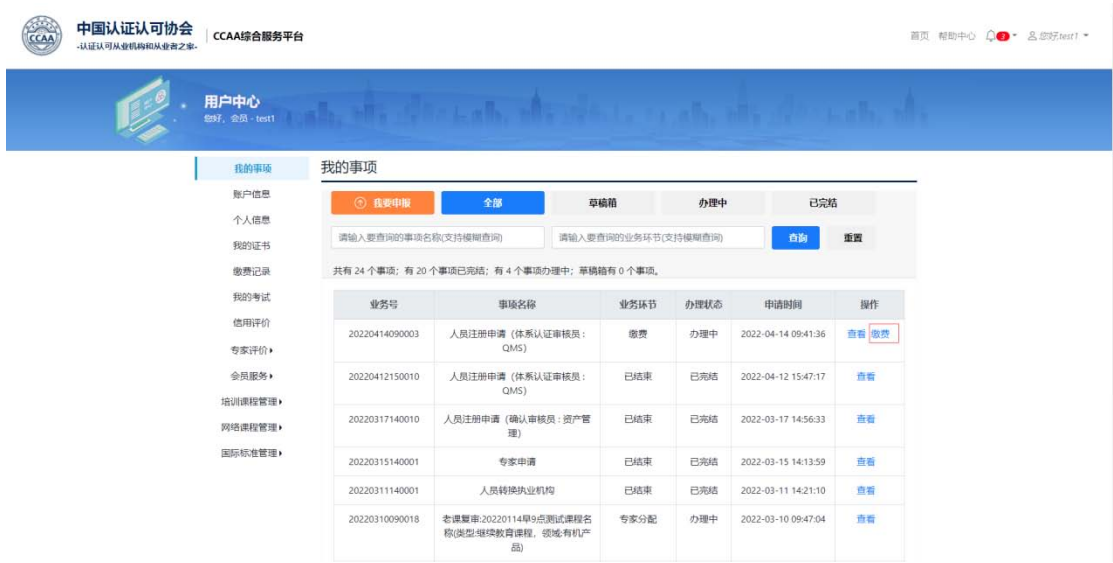 CCAA
中国认证认可协会
-认证认可从业机构和从业者之家-
CCAA综合服务平台
首页 帮助中心 您好,test1
用户中心
您好，会员 - test1
我的事项
账户信息
个人信息
我的证书
缴费记录
我的考试
信用评价
专家评价
会员服务
培训课程管理
网络课程管理
国际标准管理
我的事项
我要申报 全部 草稿箱 办理中 已完结
请输入要查询的事项名称(支持模糊查询) 请输入要查询的业务环节(支持模糊查询) 查询 重置
共有 24 个事项；有 20 个事项已完结；有 4 个事项办理中；草稿箱有 0 个事项。
业务号 事项名称 业务环节 办理状态 申请时间 操作
20220414090003 人员注册申请（体系认证审核员： 缴费 办理中 2022-04-14 09:41:36 查看 缴费
QMS）
20220412150010 人员注册申请（体系认证审核员： 已结束 已完结 2022-04-12 15:47:17 查看
QMS）
20220317140010 人员注册申请（确认审核员 : 资产管 已结束 已完结 2022-03-17 14:56:33 查看
理）
20220315140001 专家申请 已结束 已完结 2022-03-15 14:13:59 查看
20220311140001 人员转换执业机构 已结束 已完结 2022-03-11 14:21:10 查看
20220310090018 老课复审:20220114早9点测试课程名 专家分配 办理中 2022-03-10 09:47:04 查看
称(类型:继续教育课程，领域:有机产
品)